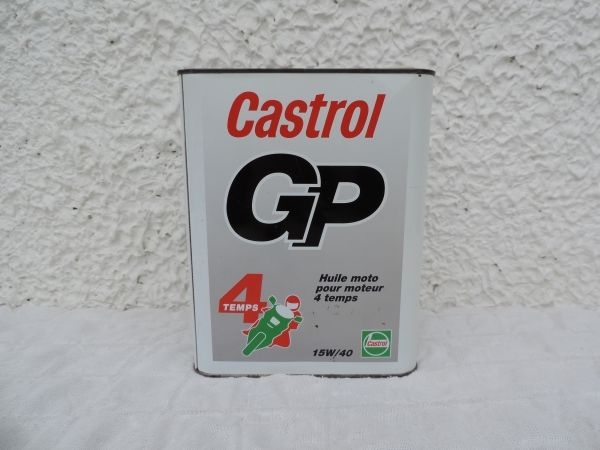 Castrol
GP
4
TEMPS
Huile moto
pour moteur
4 temps
15W/40
Castrol